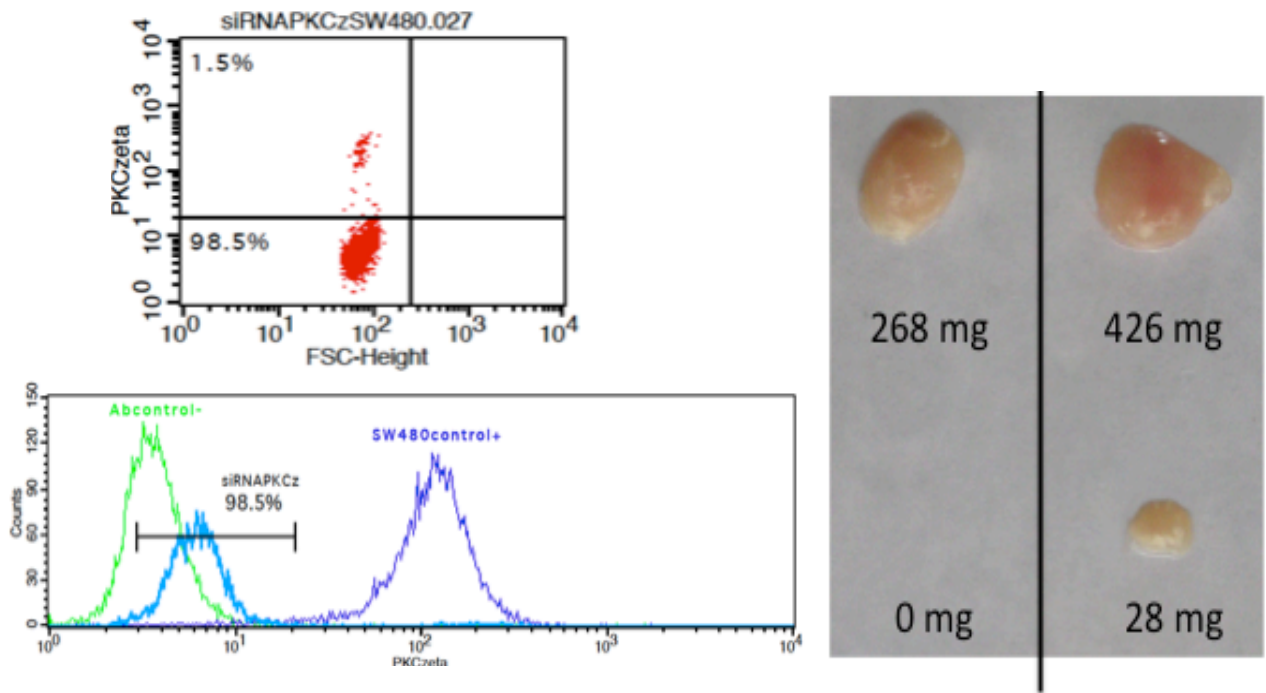 siRNAPKCzSW480.027
10⁴
10³
10²
10¹
10⁰
PKCzeta
1.5%
98.5%
10⁰ 10¹ 10² 10³ 10⁴
FSC-Height
150
120
90
60
30
0
Counts
Abcontrol-
siRNAPKCz
98.5%
SW480control+
10⁰ 10¹ 10² 10³ 10⁴
PKCzeta
268 mg 426 mg
0 mg 28 mg